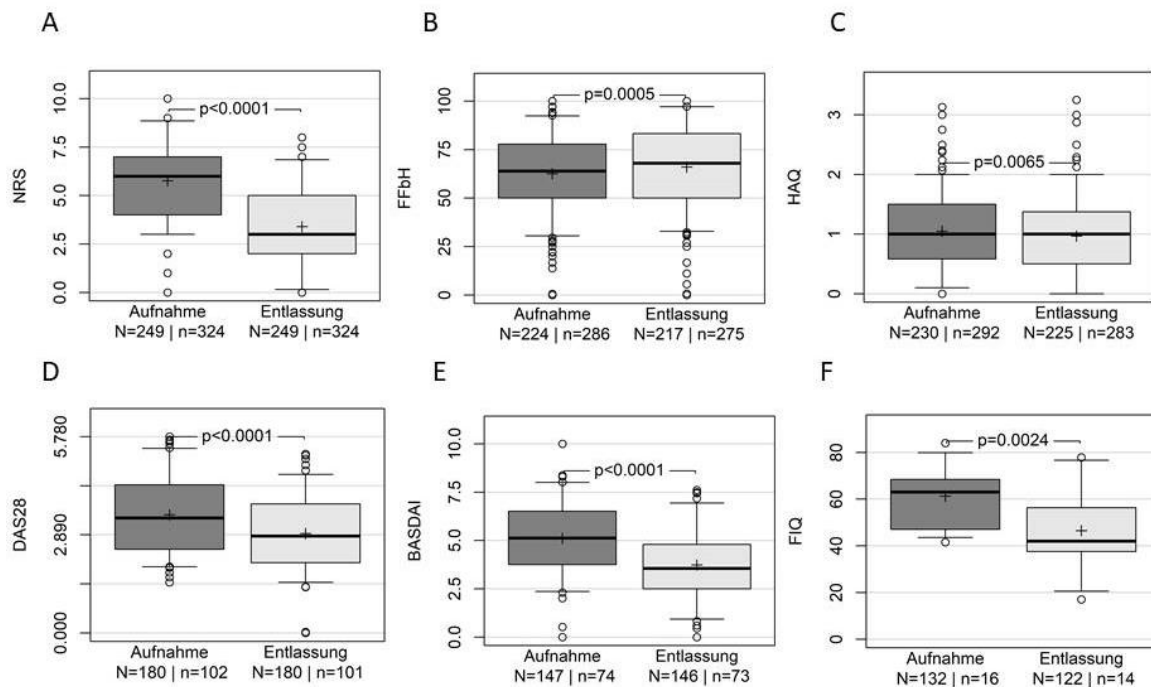 A
NRS
10.0
7.5
5.0
2.5
0.0
p<0.0001
Aufnahme
N=249 | n=324
Entlassung
N=249 | n=324
B
FFbH
100
75
50
25
0
p=0.0005
Aufnahme
N=224 | n=286
Entlassung
N=217 | n=275
C
HAQ
3
2
1
0
p=0.0065
Aufnahme
N=230 | n=292
Entlassung
N=225 | n=283
D
DAS28
5.780
2.890
0.000
p<0.0001
Aufnahme
N=180 | n=102
Entlassung
N=180 | n=101
E
BASDAI
10.0
7.5
5.0
2.5
0.0
p<0.0001
Aufnahme
N=147 | n=74
Entlassung
N=146 | n=73
F
FIQ
80
60
40
20
0
p=0.0024
Aufnahme
N=132 | n=16
Entlassung
N=122 | n=14